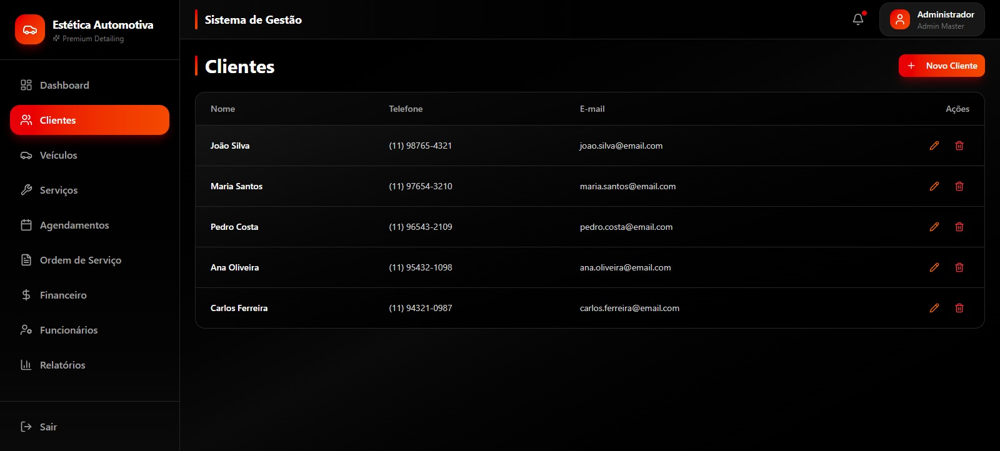 Estética Automotiva
Premium Detailing
Dashboard
Clientes
Veículos
Serviços
Agendamentos
Ordem de Serviço
Financeiro
Funcionários
Relatórios
Sair
Sistema de Gestão
Administrador
Admin Master
Clientes
Novo Cliente
Nome Telefone E-mail Ações
João Silva (11) 98765-4321 joao.silva@email.com
Maria Santos (11) 97654-3210 maria.santos@email.com
Pedro Costa (11) 96543-2109 pedro.costa@email.com
Ana Oliveira (11) 95432-1098 ana.oliveira@email.com
Carlos Ferreira (11) 94321-0987 carlos.ferreira@email.com